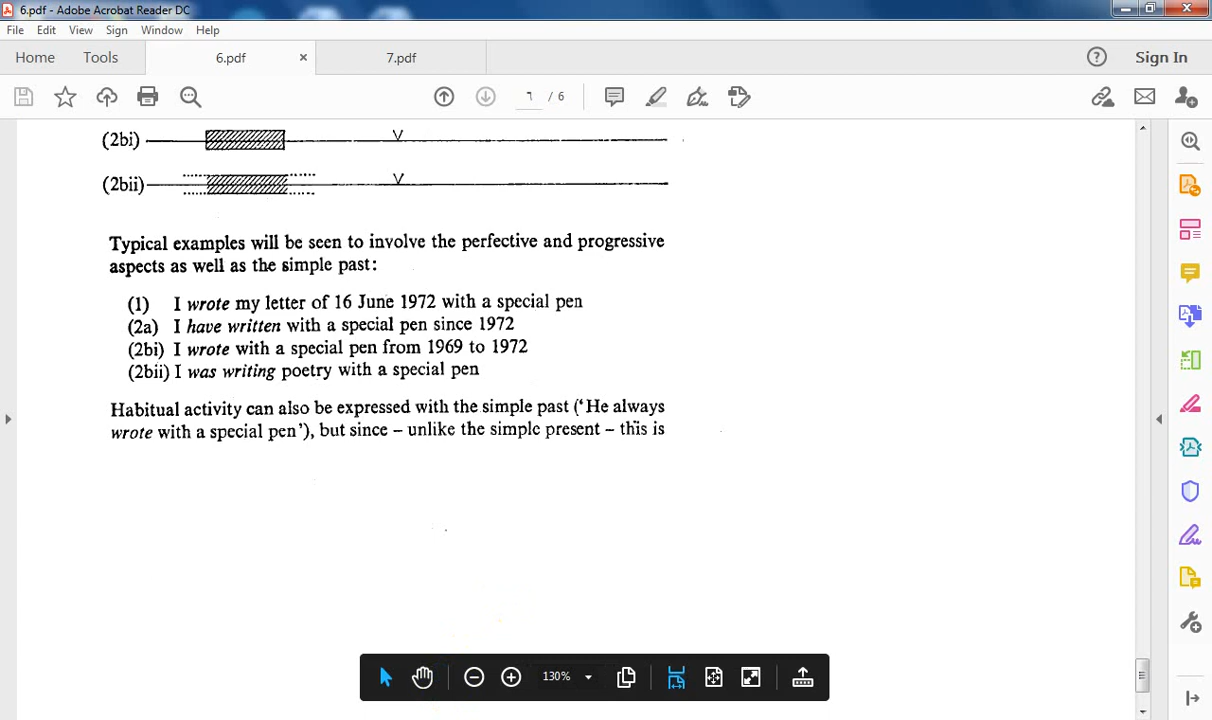 6.pdf - Adobe Acrobat Reader DC
File Edit View Sign Window Help
Home Tools 6.pdf × 7.pdf ? Sign In
٦ / 6
(2bi) V
(2bii) V
Typical examples will be seen to involve the perfective and progressive
aspects as well as the simple past:
(1) I wrote my letter of 16 June 1972 with a special pen
(2a) I have written with a special pen since 1972
(2bi) I wrote with a special pen from 1969 to 1972
(2bii) I was writing poetry with a special pen
Habitual activity can also be expressed with the simple past (‘He always
wrote with a special pen’), but since – unlike the simple present – this is
130%